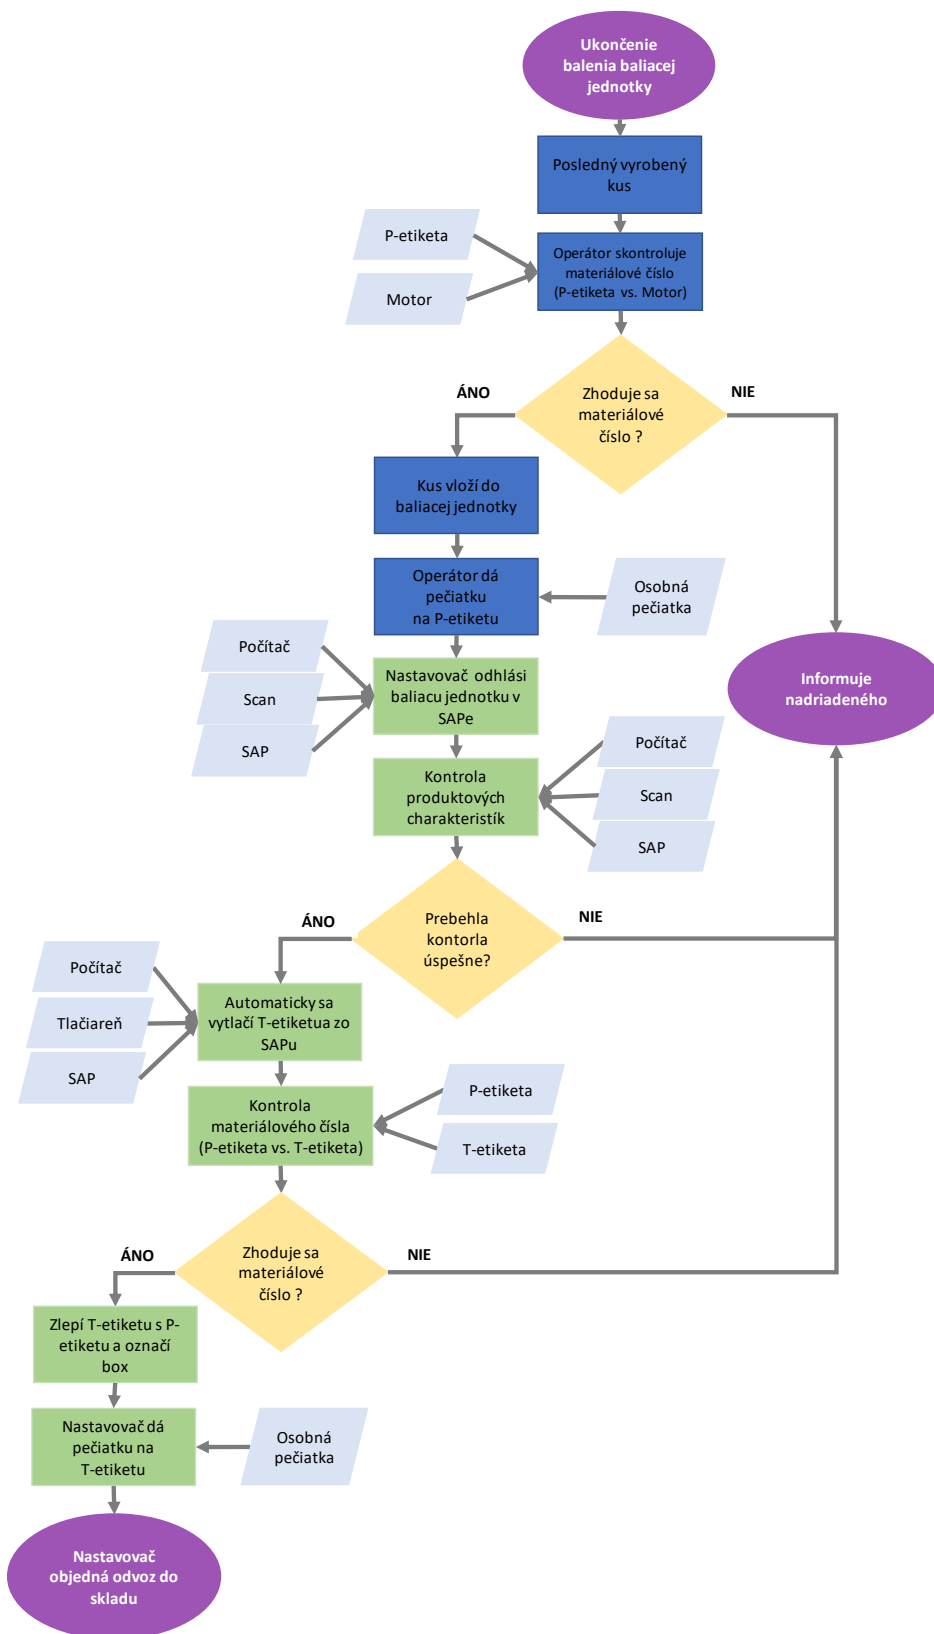 Ukončenie
balenia baliacej
jednotky
Posledný vyrobený
kus
P-etiketa
Motor
Operátor skontroluje
materiálové číslo
(P-etiketa vs. Motor)
Zhoduje sa
materiálové
číslo ?
ÁNO
NIE
Kus vloží do
baliacej jednotky
Operátor dá
pečiatku
na P-etiketu
Osobná
pečiatka
Počítač
Scan
SAP
Nastavovač odhlási
baliacu jednotku v
SAPe
Informuje
nadriadeného
Kontrola
produktových
charakteristík
Počítač
Scan
SAP
Prebehla
kontorla
úspešne?
ÁNO
NIE
Počítač
Tlačiareň
SAP
Automaticky sa
vytlačí T-etiketua zo
SAPu
Kontrola
materiálového čísla
(P-etiketa vs. T-etiketa)
P-etiketa
T-etiketa
Zhoduje sa
materiálové
číslo ?
ÁNO
NIE
Zlepí T-etiketu s P-
etiketu a označí
box
Nastavovač dá
pečiatku na
T-etiketu
Osobná
pečiatka
Nastavovač
objedná odvoz do
skladu